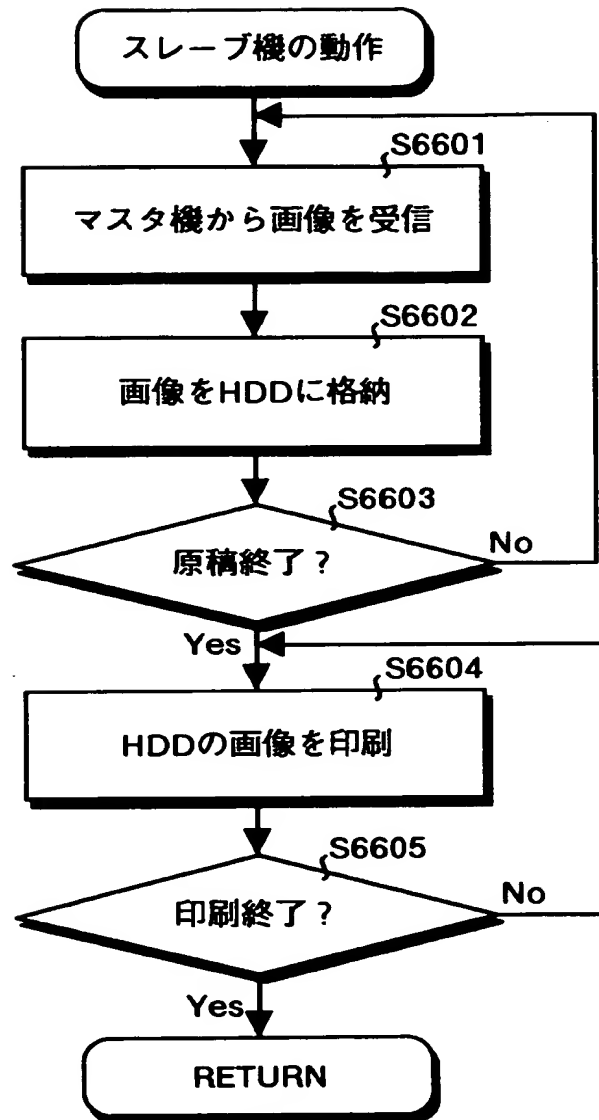 スレーブ機の動作
S6601
マスタ機から画像を受信
S6602
画像をHDDに格納
S6603
原稿終了？
No
Yes
S6604
HDDの画像を印刷
S6605
印刷終了？
No
Yes
RETURN